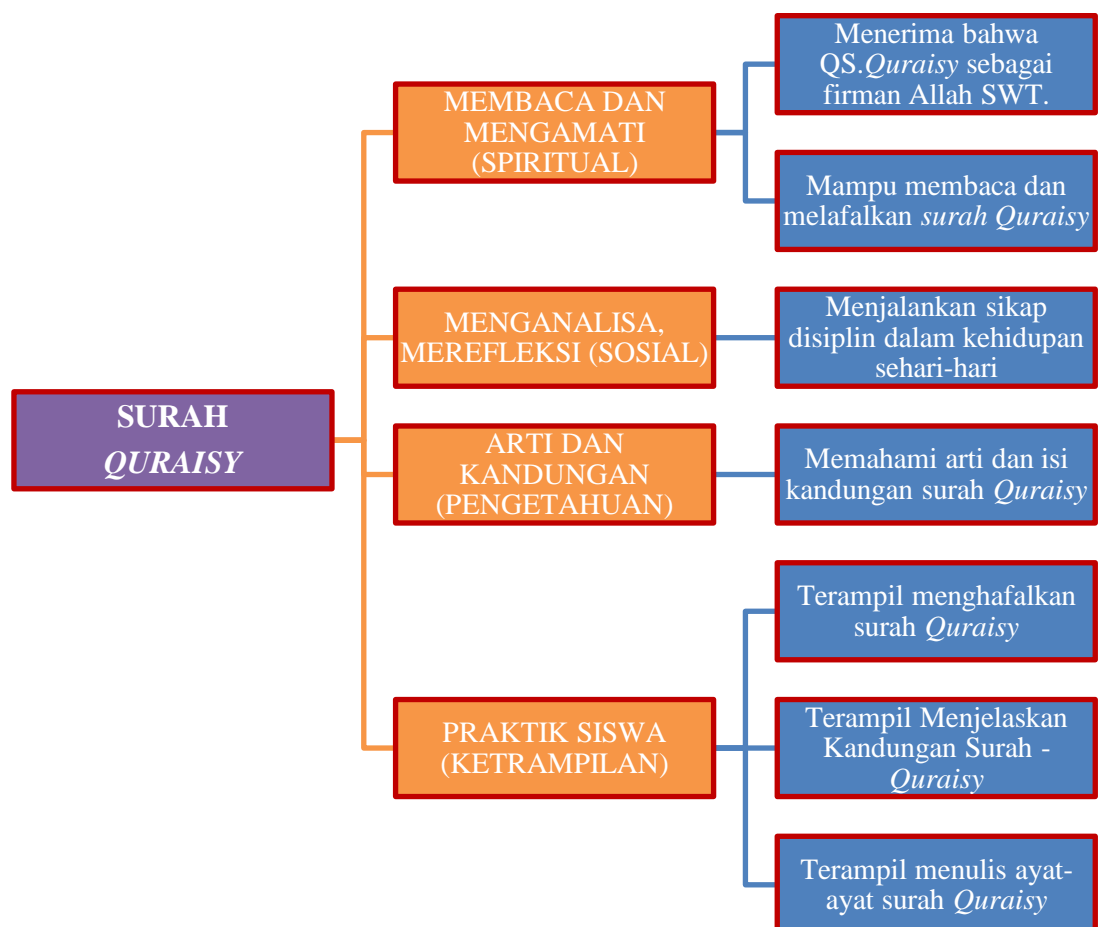 SURAH
QURAISY
MEMBACA DAN
MENGAMATI
(SPIRITUAL)
Menerima bahwa
QS.Quraisy sebagai
firman Allah SWT.
Mampu membaca dan
melafalkan surah Quraisy
MENGANALISA,
MEREFLEKSI (SOSIAL)
Menjalankan sikap
disiplin dalam kehidupan
sehari-hari
ARTI DAN
KANDUNGAN
(PENGETAHUAN)
Memahami arti dan isi
kandungan surah Quraisy
PRAKTIK SISWA
(KETRAMPILAN)
Terampil menghafalkan
surah Quraisy
Terampil Menjelaskan
Kandungan Surah -
Quraisy
Terampil menulis ayat-
ayat surah Quraisy